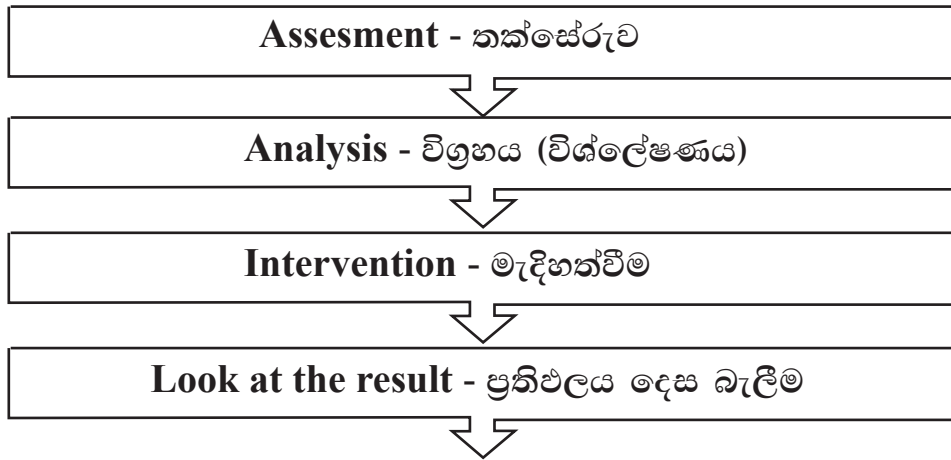 Assesment - තක්සේරුව
Analysis - විග්‍රහය (විශ්ලේෂණය)
Intervention - මැදිහත්වීම
Look at the result - ප්‍රතිඵලය දෙස බැලීම